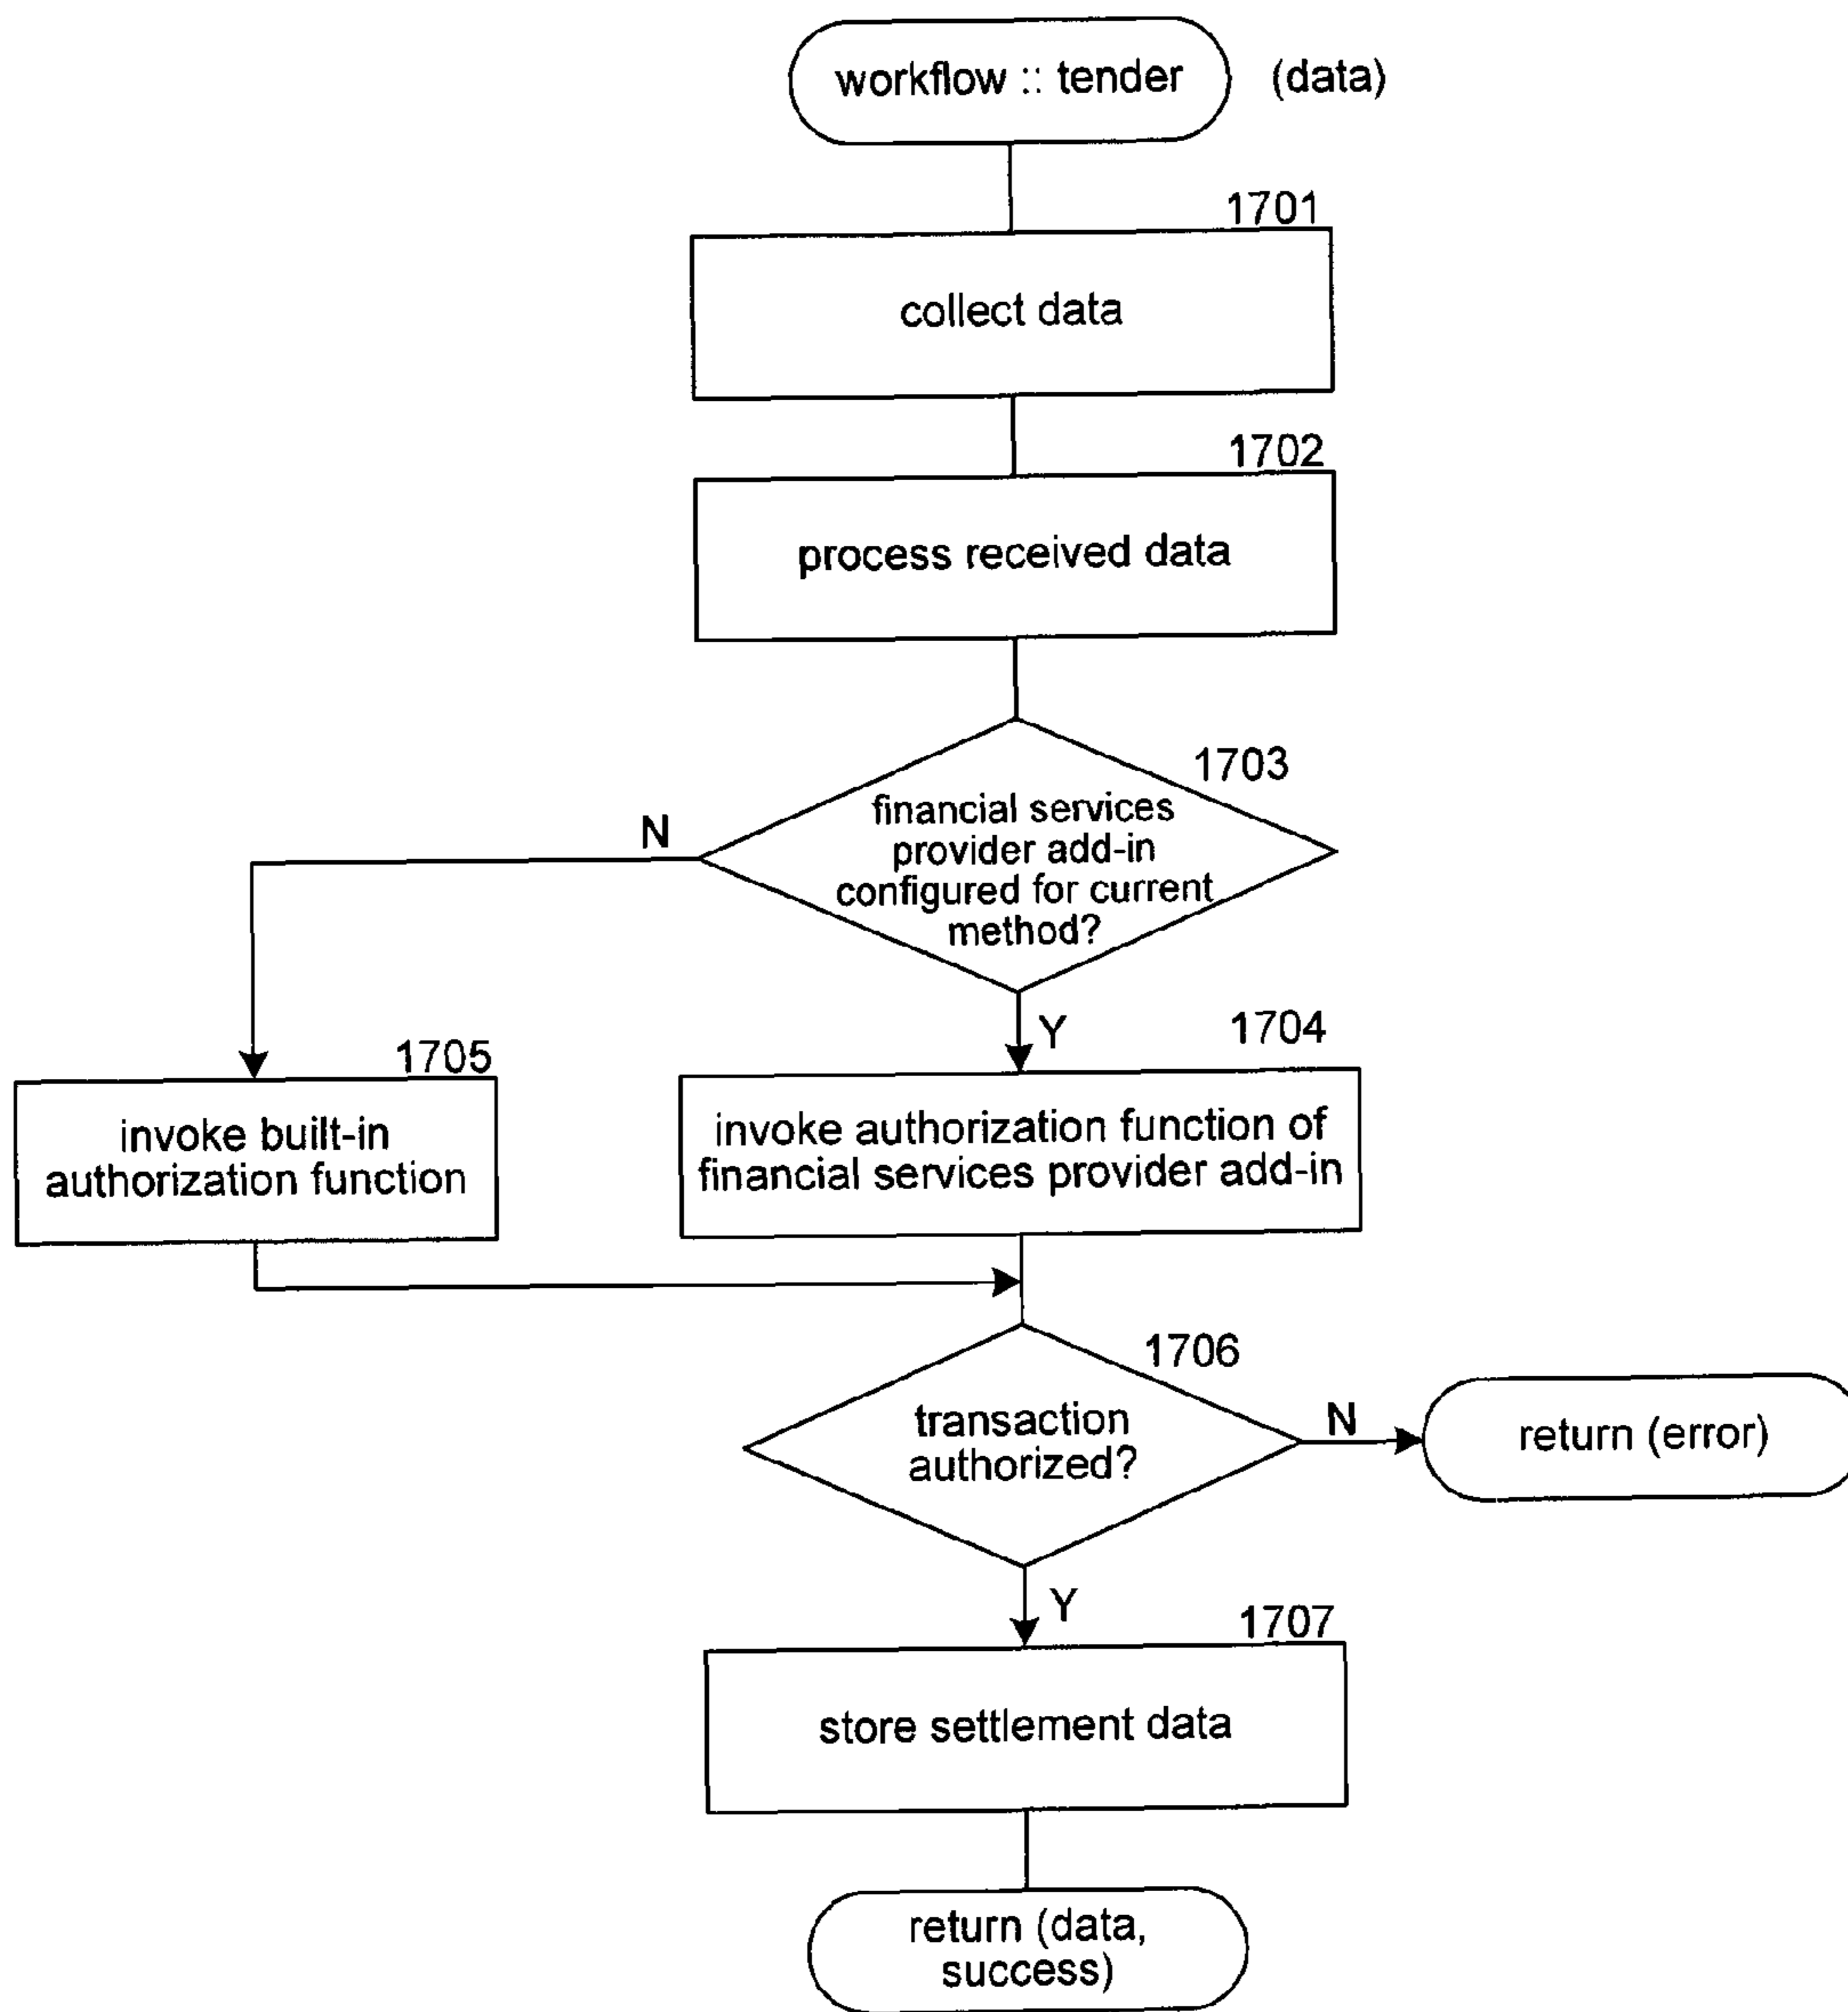 workflow :: tender (data)
1701
collect data
1702
process received data
1703
financial services
provider add-in
configured for current
method?
N
Y
1705
invoke built-in
authorization function
1704
invoke authorization function of
financial services provider add-in
1706
transaction
authorized?
N
return (error)
Y
1707
store settlement data
return (data,
success)